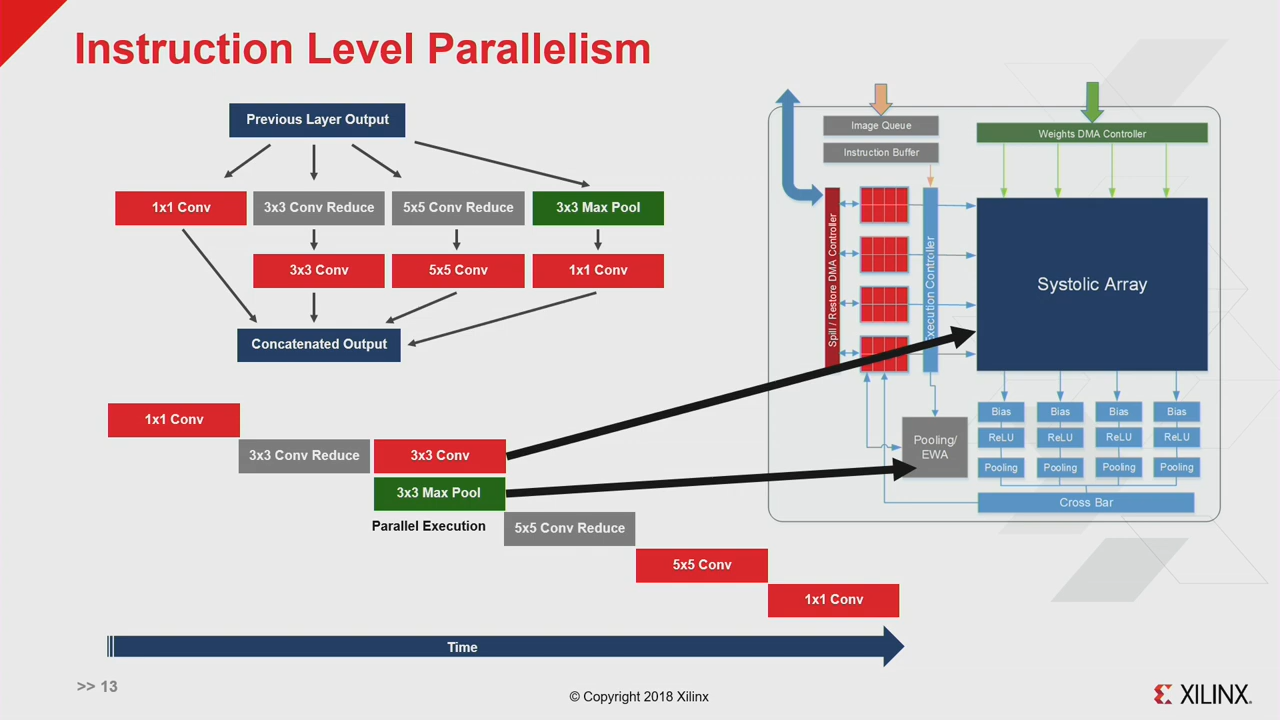 Instruction Level Parallelism
Previous Layer Output
1x1 Conv
3x3 Conv Reduce
5x5 Conv Reduce
3x3 Max Pool
3x3 Conv
5x5 Conv
1x1 Conv
Concatenated Output
1x1 Conv
3x3 Conv Reduce
3x3 Conv
3x3 Max Pool
Parallel Execution
5x5 Conv Reduce
5x5 Conv
1x1 Conv
Time
Image Queue
Instruction Buffer
Weights DMA Controller
Spill / Restore DMA Controller
Execution Controller
Systolic Array
Pooling/
EWA
Bias
Bias
Bias
Bias
ReLU
ReLU
ReLU
ReLU
Pooling
Pooling
Pooling
Pooling
Cross Bar
>> 13
© Copyright 2018 Xilinx
XILINX.